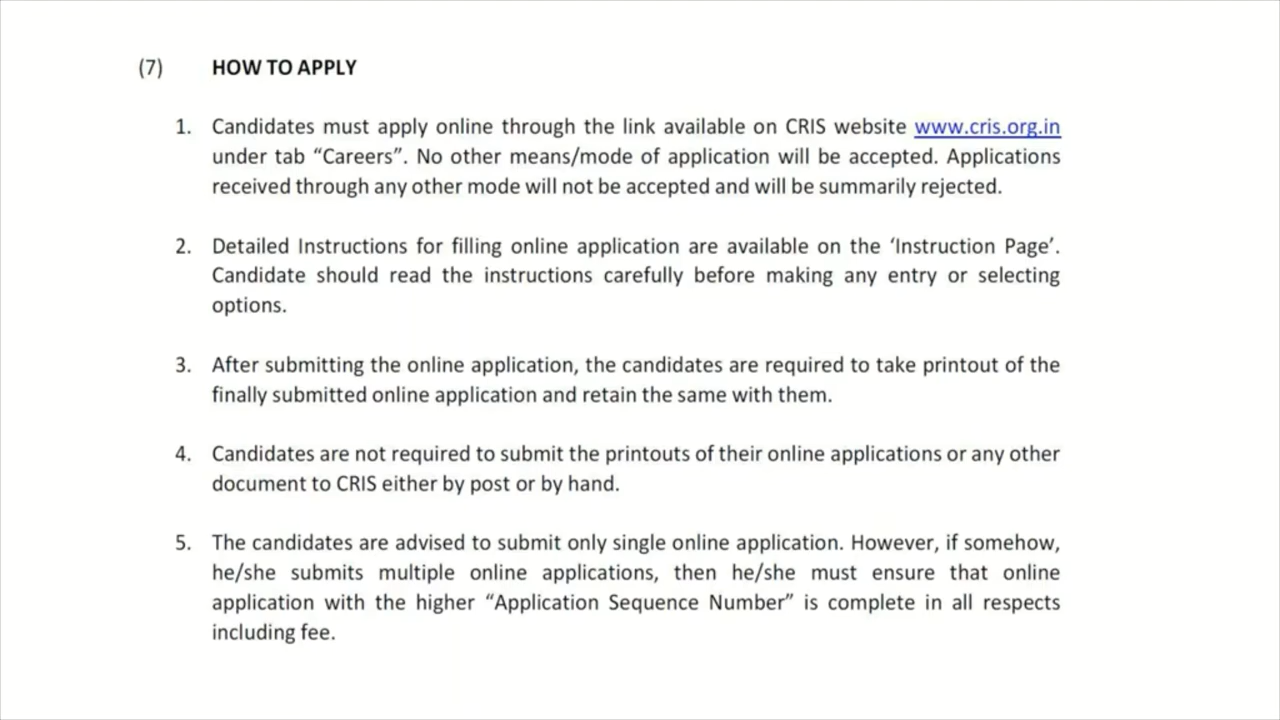 (7) HOW TO APPLY
1. Candidates must apply online through the link available on CRIS website www.cris.org.in
under tab “Careers”. No other means/mode of application will be accepted. Applications
received through any other mode will not be accepted and will be summarily rejected.
2. Detailed Instructions for filling online application are available on the ‘Instruction Page’.
Candidate should read the instructions carefully before making any entry or selecting
options.
3. After submitting the online application, the candidates are required to take printout of the
finally submitted online application and retain the same with them.
4. Candidates are not required to submit the printouts of their online applications or any other
document to CRIS either by post or by hand.
5. The candidates are advised to submit only single online application. However, if somehow,
he/she submits multiple online applications, then he/she must ensure that online
application with the higher “Application Sequence Number” is complete in all respects
including fee.